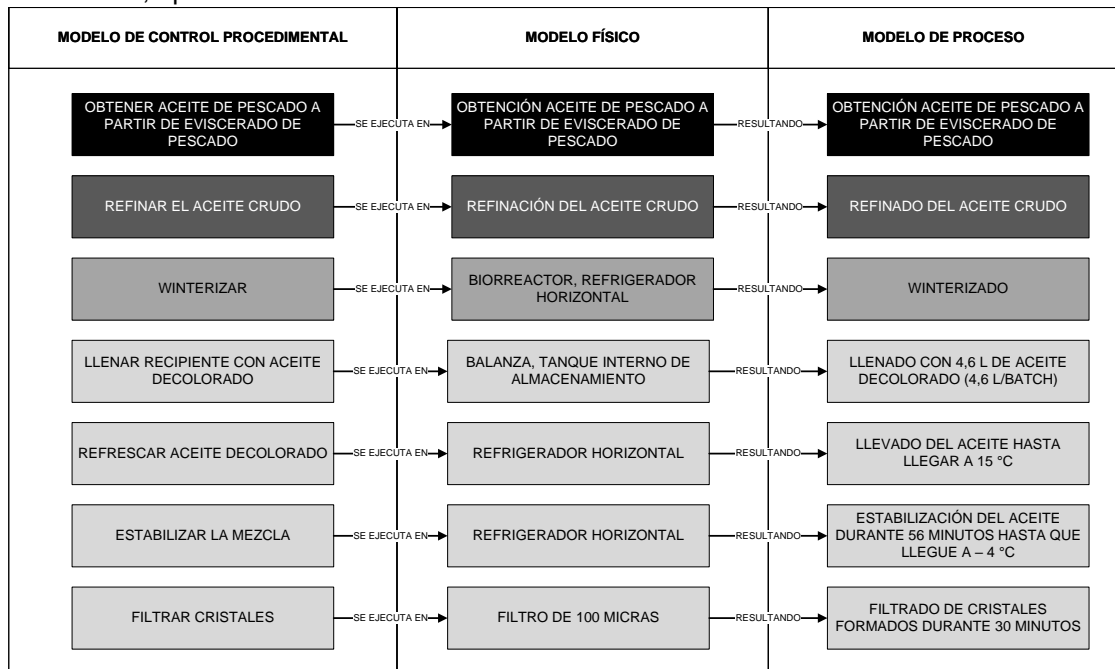 MODELO DE CONTROL PROCEDIMENTAL
MODELO FÍSICO
MODELO DE PROCESO
OBTENER ACEITE DE PESCADO A
PARTIR DE EVISCERADO DE
PESCADO
SE EJECUTA EN
OBTENCIÓN ACEITE DE PESCADO A
PARTIR DE EVISCERADO DE
PESCADO
RESULTANDO
OBTENCIÓN ACEITE DE PESCADO A
PARTIR DE EVISCERADO DE
PESCADO
REFINAR EL ACEITE CRUDO
SE EJECUTA EN
REFINACIÓN DEL ACEITE CRUDO
RESULTANDO
REFINADO DEL ACEITE CRUDO
WINTERIZAR
SE EJECUTA EN
BIORREACTOR, REFRIGERADOR
HORIZONTAL
RESULTANDO
WINTERIZADO
LLENAR RECIPIENTE CON ACEITE
DECOLORADO
SE EJECUTA EN
BALANZA, TANQUE INTERNO DE
ALMACENAMIENTO
RESULTANDO
LLENADO CON 4,6 L DE ACEITE
DECOLORADO (4,6 L/BATCH)
REFRESCAR ACEITE DECOLORADO
SE EJECUTA EN
REFRIGERADOR HORIZONTAL
RESULTANDO
LLEVADO DEL ACEITE HASTA
LLEGAR A 15 °C
ESTABILIZAR LA MEZCLA
SE EJECUTA EN
REFRIGERADOR HORIZONTAL
RESULTANDO
ESTABILIZACIÓN DEL ACEITE
DURANTE 56 MINUTOS HASTA QUE
LLEGUE A – 4 °C
FILTRAR CRISTALES
SE EJECUTA EN
FILTRO DE 100 MICRAS
RESULTANDO
FILTRADO DE CRISTALES
FORMADOS DURANTE 30 MINUTOS